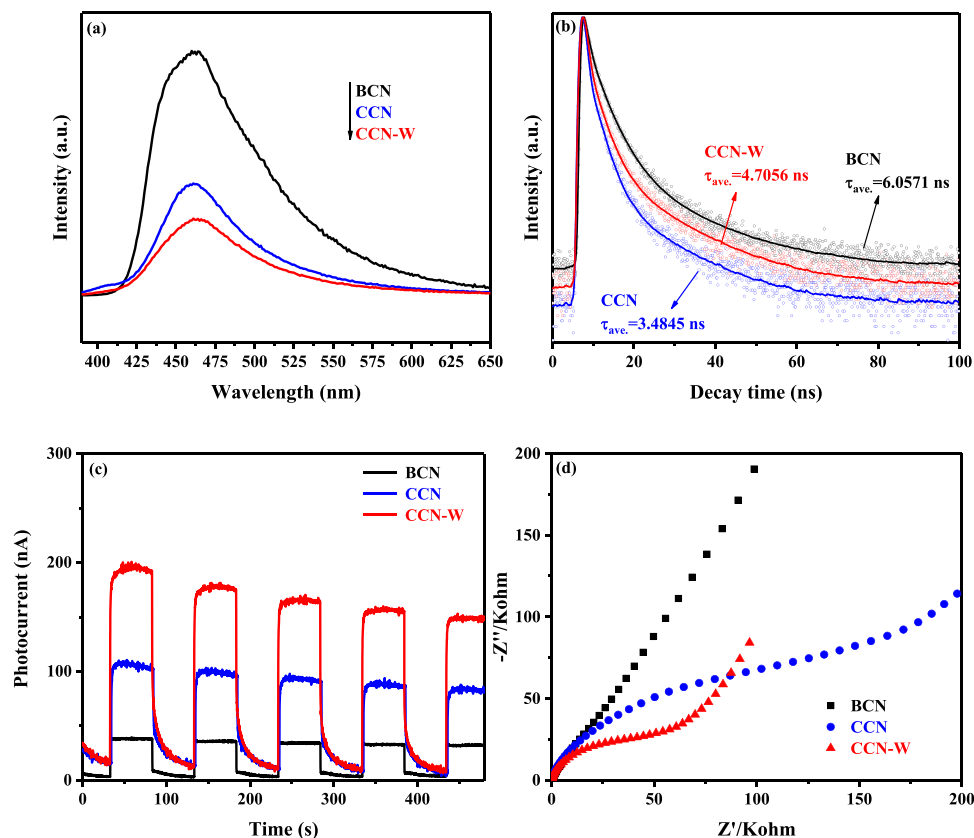 (a)
BCN
CCN
CCN-W
Intensity (a.u.)
400 425 450 475 500 525 550 575 600 625 650
Wavelength (nm)
(b)
CCN-W
τave.=4.7056 ns
BCN
τave.=6.0571 ns
CCN
τave.=3.4845 ns
Intensity (a.u.)
0 20 40 60 80 100
Decay time (ns)
(c)
BCN
CCN
CCN-W
Photocurrent (nA)
300
200
100
0
0 100 200 300 400
Time (s)
(d)
BCN
CCN
CCN-W
-Z''/Kohm
200
150
100
50
0
0 50 100 150 200
Z'/Kohm